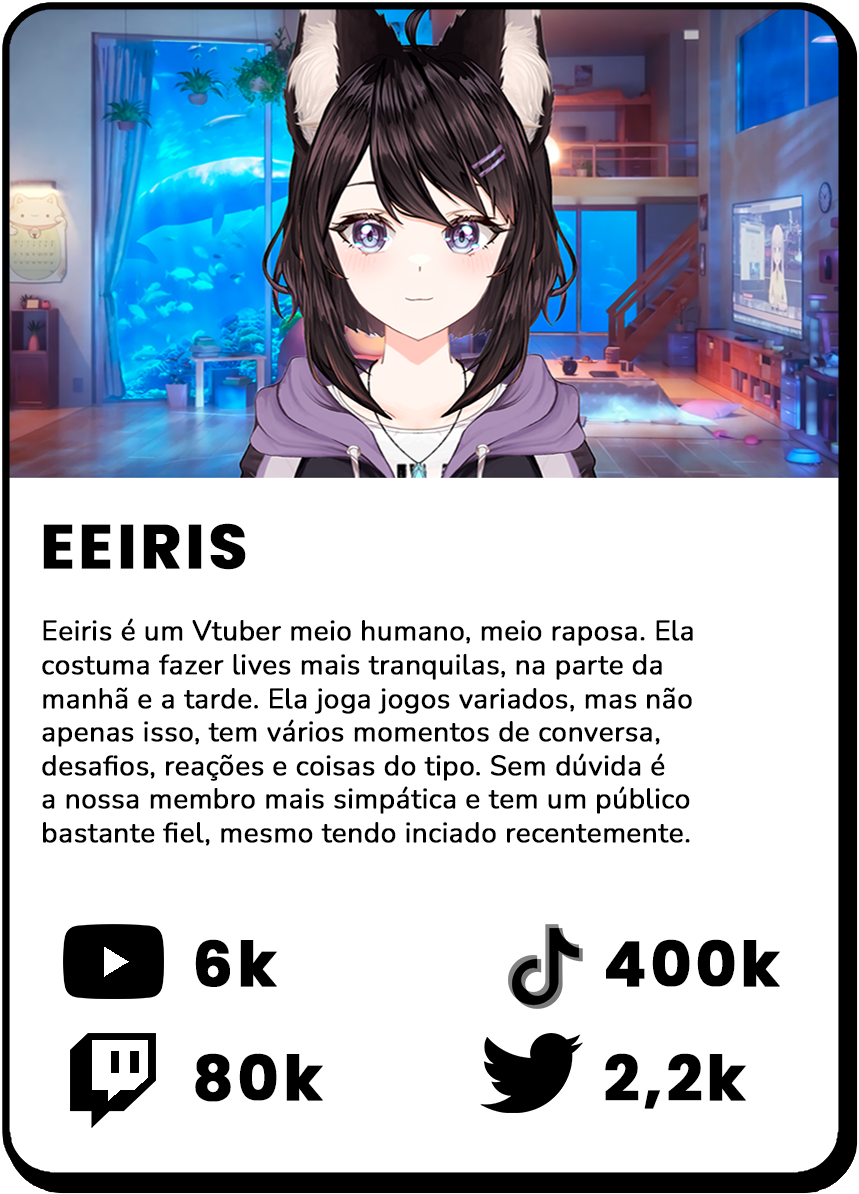 EEIRIS
Eeiris é um Vtuber meio humano, meio raposa. Ela
costuma fazer lives mais tranquilas, na parte da
manhã e a tarde. Ela joga jogos variados, mas não
apenas isso, tem vários momentos de conversa,
desafios, reações e coisas do tipo. Sem dúvida é
a nossa membro mais simpática e tem um público
bastante fiel, mesmo tendo inciado recentemente.
6k
400k
80k
2,2k